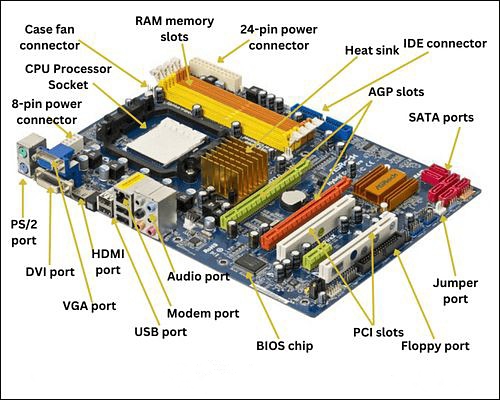 Case fan
connector
RAM memory
slots
24-pin power
connector
Heat sink
IDE connector
CPU Processor
Socket
AGP slots
8-pin power
connector
SATA ports
PS/2
port
DVI port
HDMI
port
Audio port
VGA port
Modem port
USB port
BIOS chip
PCI slots
Jumper
port
Floppy port